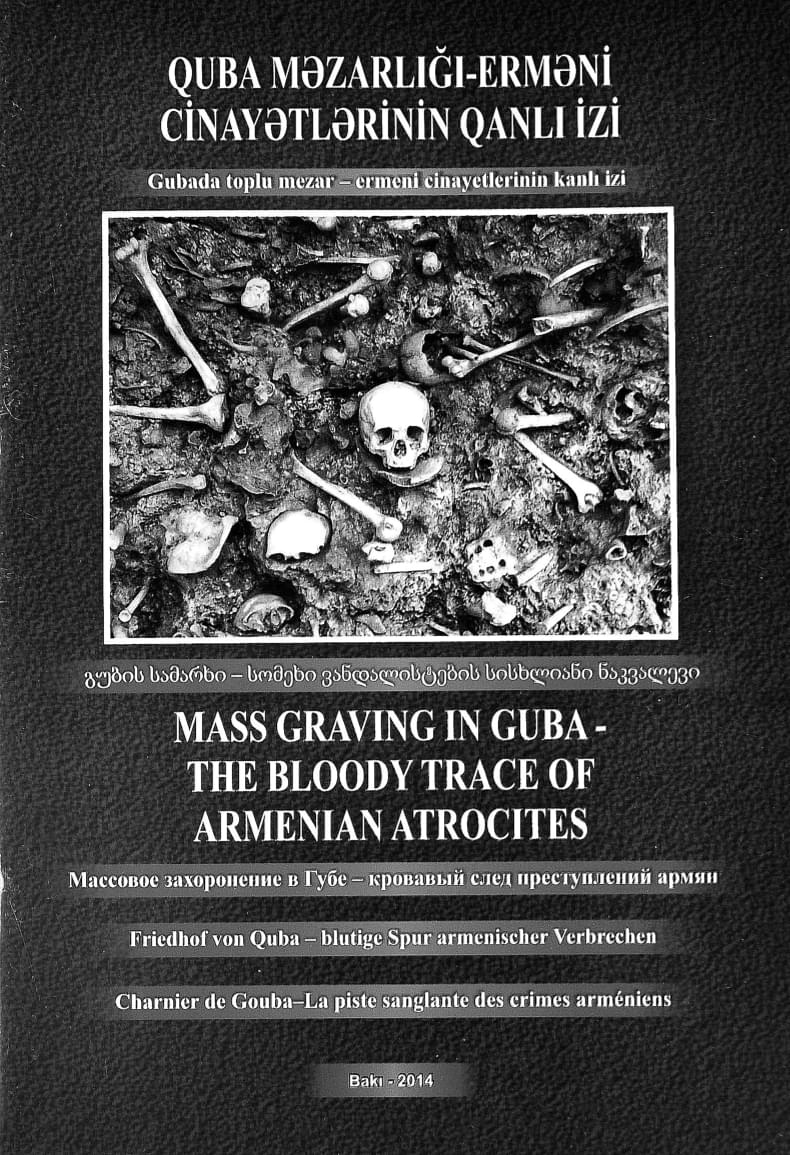 QUBA MƏZARLIĞI-ERMƏNİ
CİNAYƏTLƏRİNİN QANLI İZİ
Gubada toplu mezar – ermeni cinayetlerinin kanlı izi
გუბის სამარხი – სომეხი ვანდალისტების სისხლიანი ნაკვალევი
MASS GRAVING IN GUBA -
THE BLOODY TRACE OF
ARMENIAN ATROCITES
Массовое захоронение в Губе – кровавый след преступлений армян
Friedhof von Quba – blutige Spur armenischer Verbrechen
Charnier de Gouba–La piste sanglante des crimes arméniens
Bakı - 2014